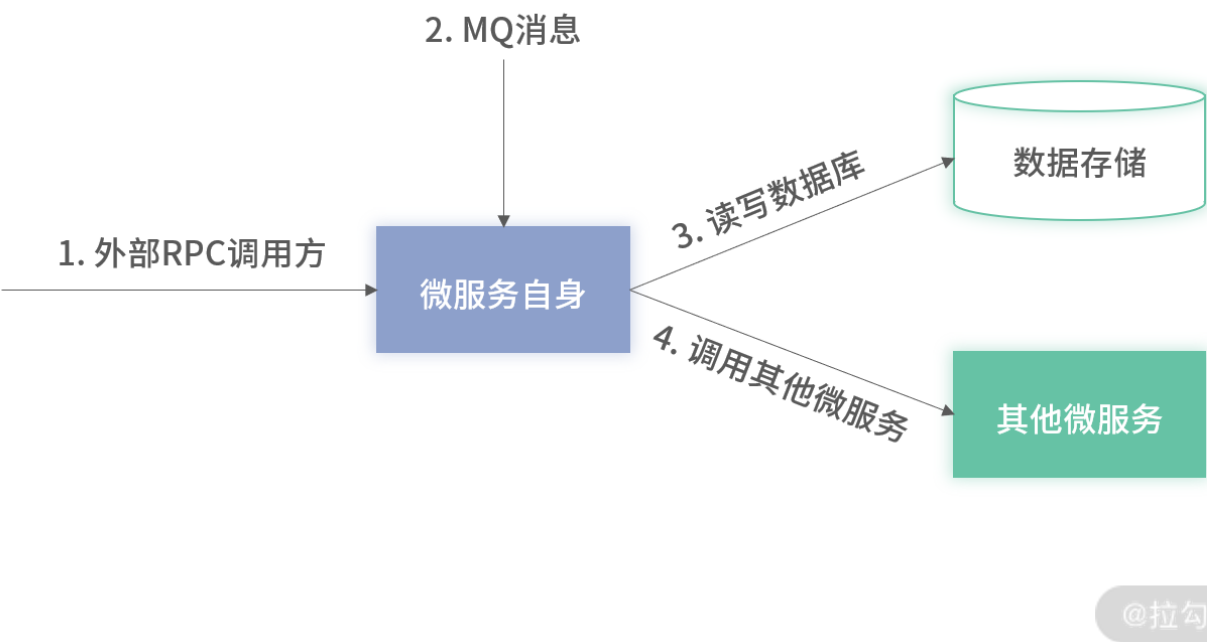 2. MQ消息
数据存储
3. 读写数据库
1. 外部RPC调用方
微服务自身
4. 调用其他微服务
其他微服务
@拉勾